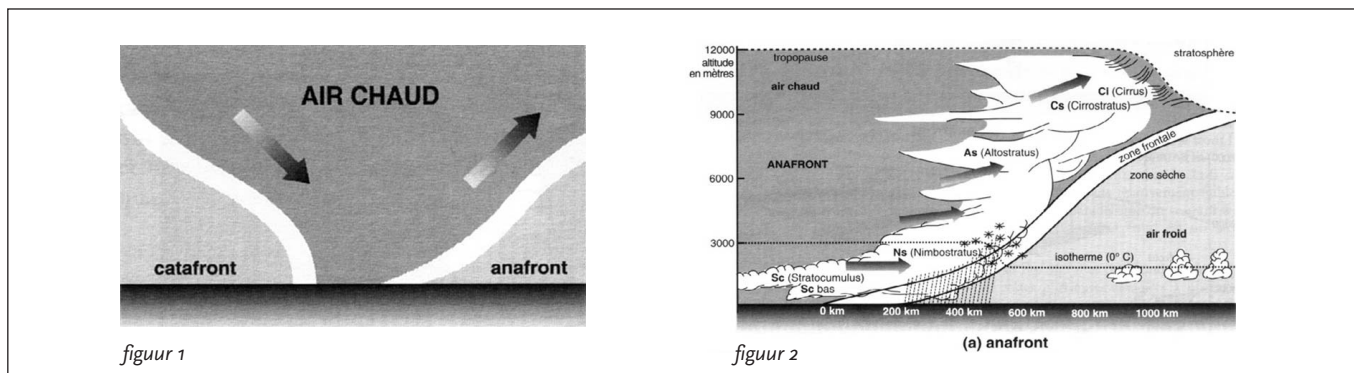 AIR CHAUD
catafront
anafront
figuur 1
12000
altitude
en mètres
9000
6000
3000
tropopause
stratosphère
air chaud
CI (Cirrus)
Cs (Cirrostratus)
As (Altostratus)
ANAFRONT
zone frontale
zone sèche
air froid
Ns (Nimbostratus)
isotherme (0° C)
Sc (Stratocumulus)
Sc bas
0 km
200 km
400 km
600 km
800 km
1000 km
(a) anafront
figuur 2